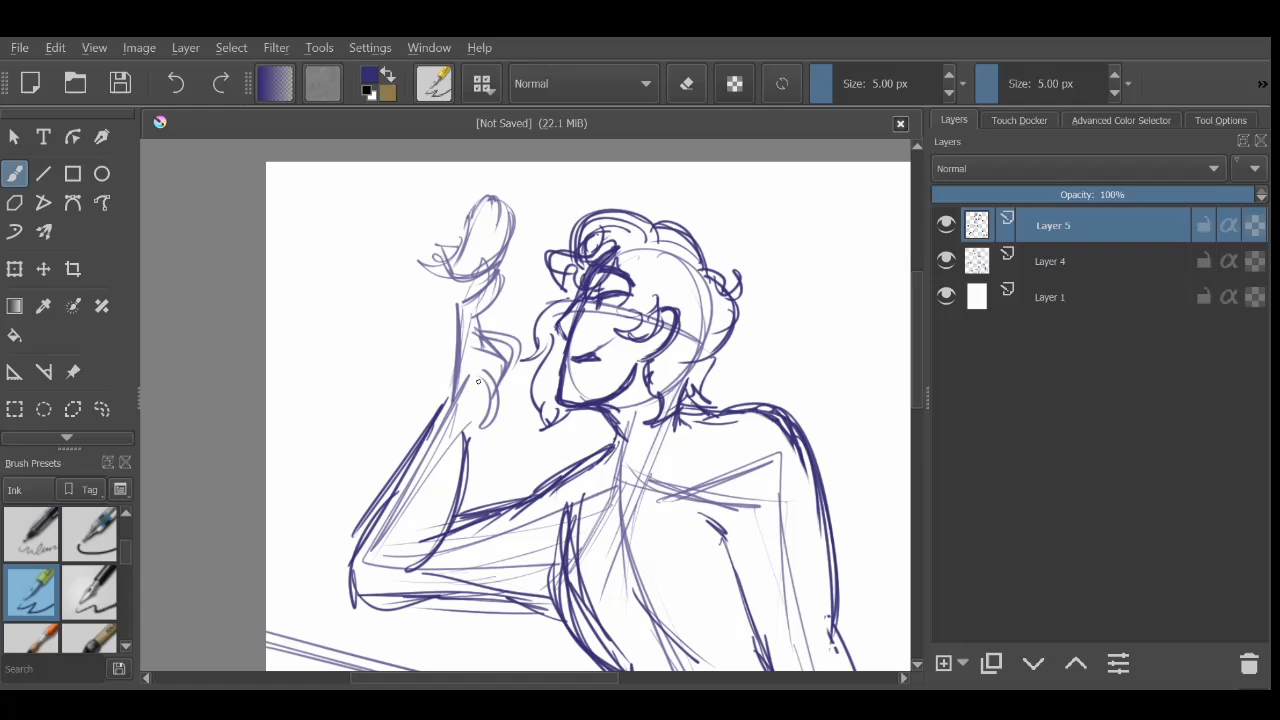 File Edit View Image Layer Select Filter Tools Settings Window Help
Normal Size: 5.00 px Size: 5.00 px »
[Not Saved] (22.1 MiB)
Layers Touch Docker Advanced Color Selector Tool Options
Layers
Normal
Opacity: 100%
Layer 5
Layer 4
Layer 1
Brush Presets
Ink Tag
Search